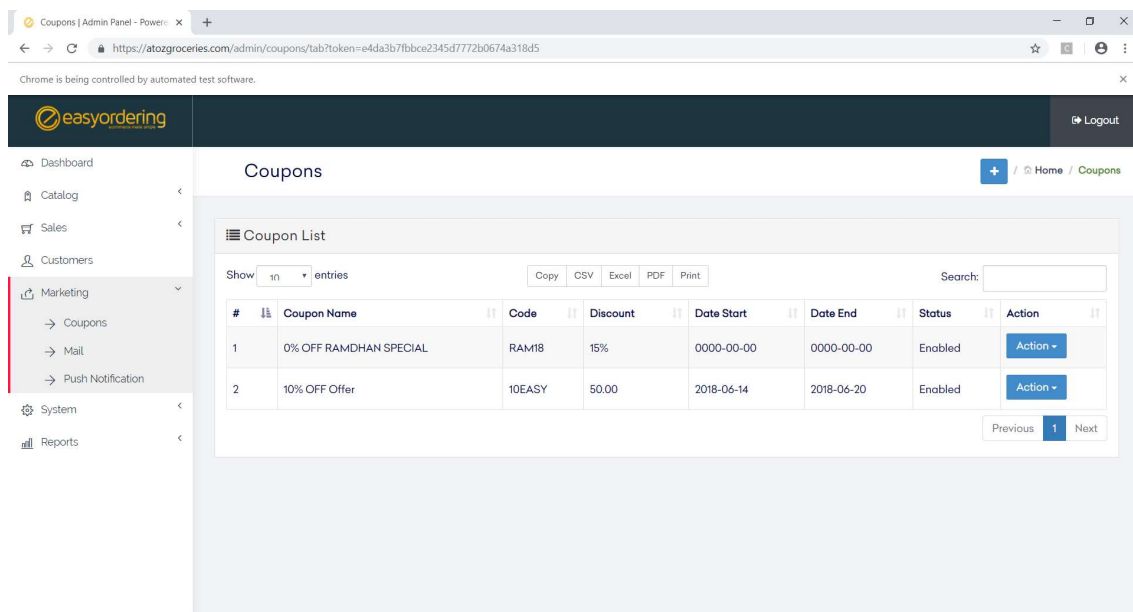 Coupons | Admin Panel - Powere
https://atozgroceries.com/admin/coupons/tab?token=e4da3b7fbbce2345d7772b0674a318d5
Chrome is being controlled by automated test software.
easyordering
Logout
Dashboard
Coupons
/ Home / Coupons
Catalog
Sales
Coupon List
Customers
Show 10 entries
Copy CSV Excel PDF Print
Search:
Marketing
# Coupon Name Code Discount Date Start Date End Status Action
Coupons
1 0% OFF RAMDHAN SPECIAL RAM18 15% 0000-00-00 0000-00-00 Enabled Action
Mail
Push Notification
2 10% OFF Offer 10EASY 50.00 2018-06-14 2018-06-20 Enabled Action
System
Previous 1 Next
Reports